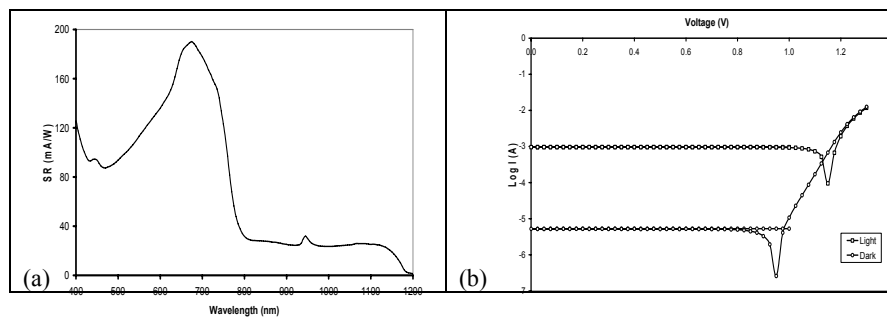 200
160
120
80
40
0
SR (mA/W)
400 500 600 700 800 900 1000 1100 1200
Wavelength (nm)
(a)
Voltage (V)
0.0 0.2 0.4 0.6 0.8 1.0 1.2
0
-1
-2
-3
-4
-5
-6
-7
Log I (A)
Light
Dark
(b)